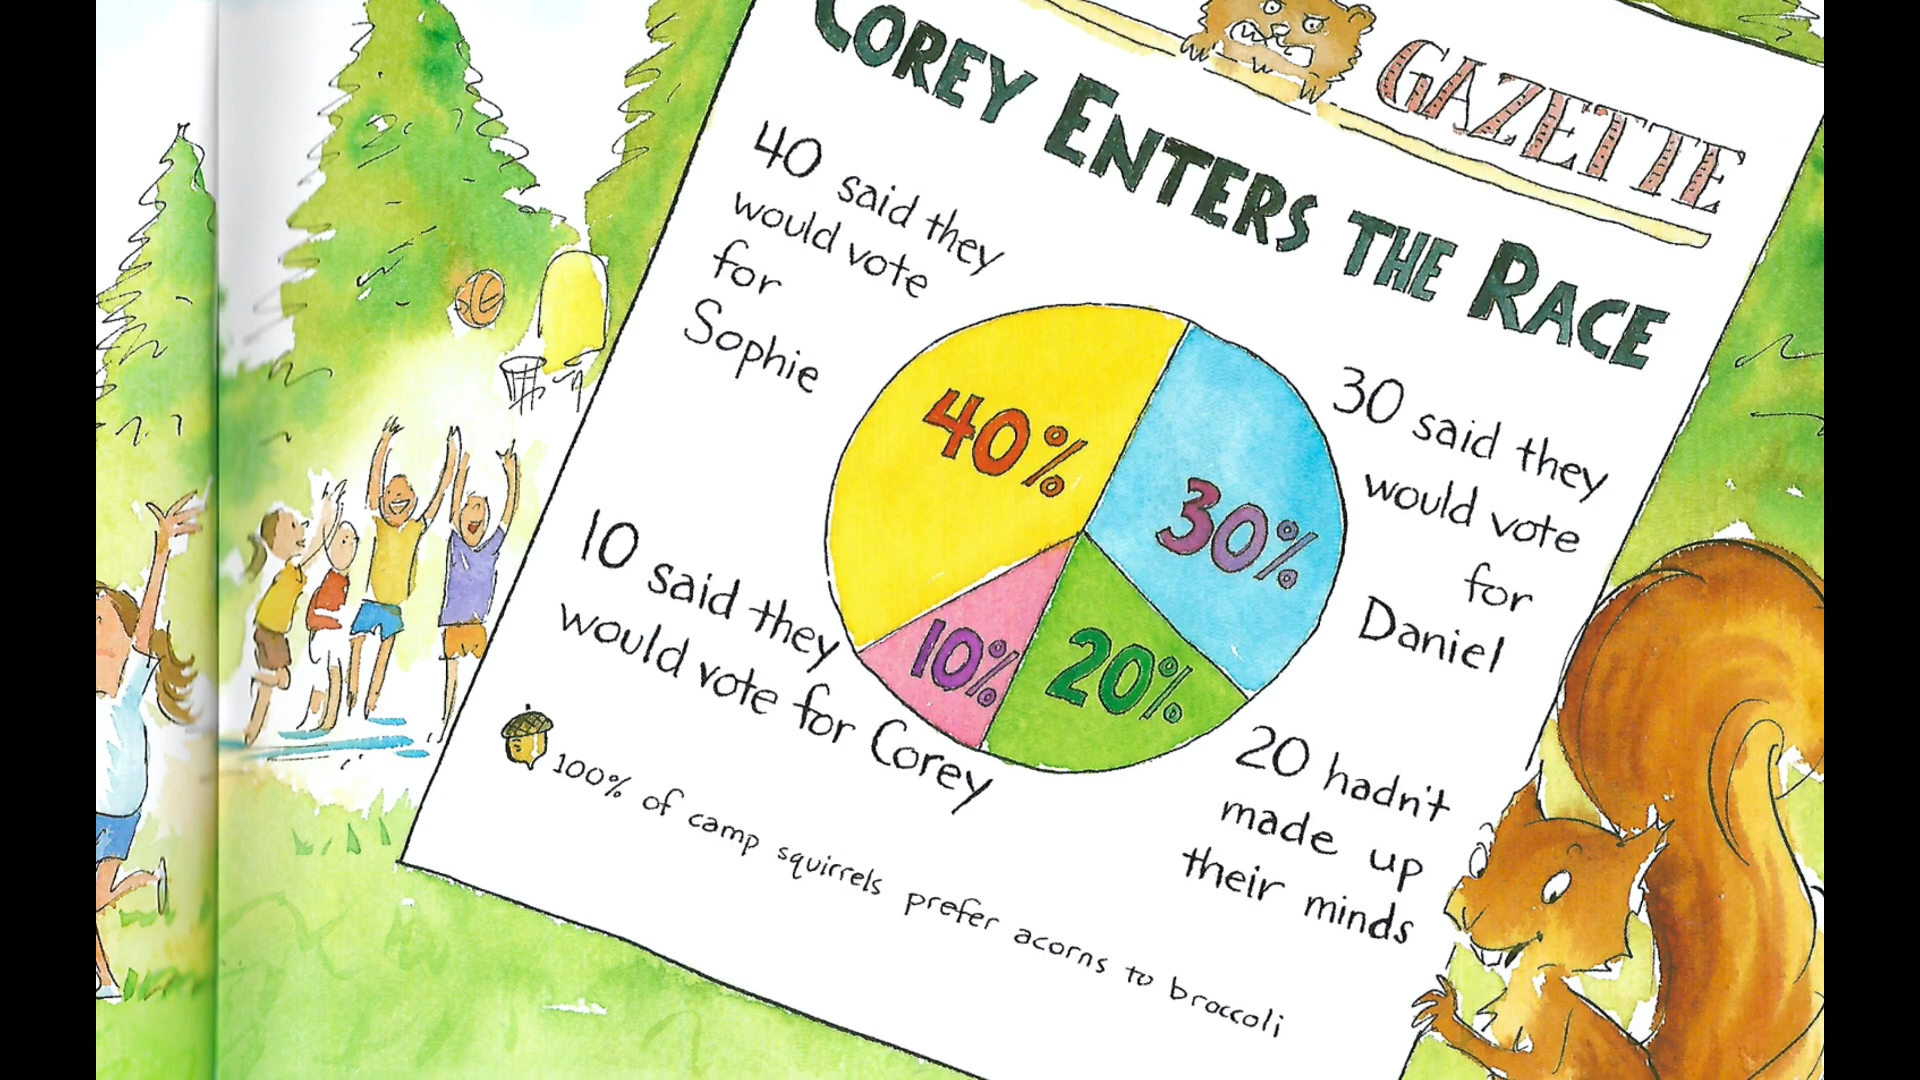 GAZETTE
COREY ENTERS THE RACE
40 said they
would vote
for
Sophie
40%
30%
30 said they
would vote
for
Daniel
10 said they
would vote for Corey
10%
20%
20 hadn't
made up
their minds
100% of camp squirrels prefer acorns to broccoli